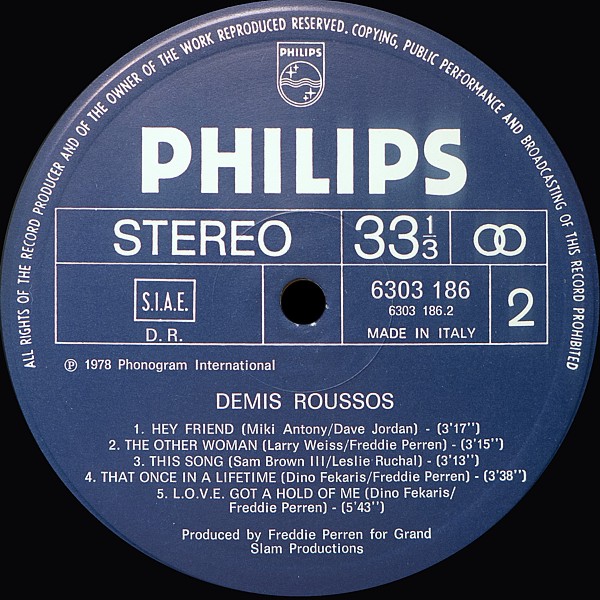 ALL RIGHTS OF THE RECORD PRODUCER AND OF THE OWNER OF THE WORK REPRODUCED RESERVED. COPYING, PUBLIC PERFORMANCE AND BROADCASTING OF THIS RECORD PROHIBITED
PHILIPS
PHILIPS
STEREO 33 1/3
S.I.A.E.
D.R.
6303 186
6303 186.2
MADE IN ITALY
2
℗ 1978 Phonogram International
DEMIS ROUSSOS
1. HEY FRIEND (Miki Antony/Dave Jordan) - (3'17'')
2. THE OTHER WOMAN (Larry Weiss/Freddie Perren) - (3'15'')
3. THIS SONG (Sam Brown III/Leslie Ruchal) - (3'13'')
4. THAT ONCE IN A LIFETIME (Dino Fekaris/Freddie Perren) - (3'38'')
5. L.O.V.E. GOT A HOLD OF ME (Dino Fekaris/
Freddie Perren) - (5'43'')
Produced by Freddie Perren for Grand
Slam Productions